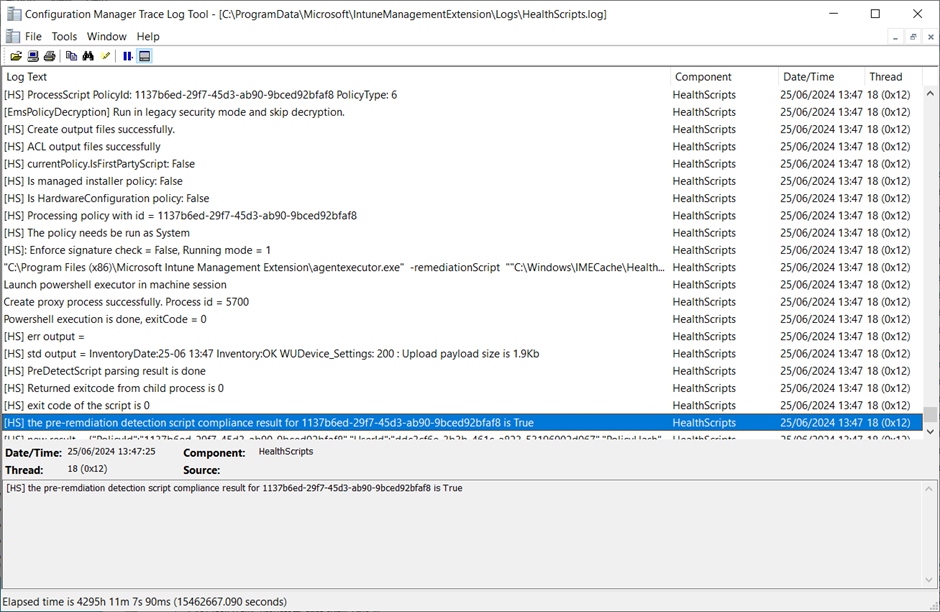 Configuration Manager Trace Log Tool - [C:\ProgramData\Microsoft\IntuneManagementExtension\Logs\HealthScripts.log]
File Tools Window Help
Log Text Component Date/Time Thread
[HS] ProcessScript PolicyId: 1137b6ed-29f7-45d3-ab90-9bced92bfaf8 PolicyType: 6 HealthScripts 25/06/2024 13:47 18 (0x12)
[EmsPolicyDecryption] Run in legacy security mode and skip decryption. HealthScripts 25/06/2024 13:47 18 (0x12)
[HS] Create output files successfully. HealthScripts 25/06/2024 13:47 18 (0x12)
[HS] ACL output files successfully HealthScripts 25/06/2024 13:47 18 (0x12)
[HS] currentPolicy.IsFirstPartyScript: False HealthScripts 25/06/2024 13:47 18 (0x12)
[HS] Is managed installer policy: False HealthScripts 25/06/2024 13:47 18 (0x12)
[HS] Is HardwareConfiguration policy: False HealthScripts 25/06/2024 13:47 18 (0x12)
[HS] Processing policy with id = 1137b6ed-29f7-45d3-ab90-9bced92bfaf8 HealthScripts 25/06/2024 13:47 18 (0x12)
[HS] The policy needs be run as System HealthScripts 25/06/2024 13:47 18 (0x12)
[HS]: Enforce signature check = False, Running mode = 1 HealthScripts 25/06/2024 13:47 18 (0x12)
"C:\Program Files (x86)\Microsoft Intune Management Extension\agentexecutor.exe" -remediationScript ""C:\Windows\IMECache\Health... HealthScripts 25/06/2024 13:47 18 (0x12)
Launch powershell executor in machine session HealthScripts 25/06/2024 13:47 18 (0x12)
Create proxy process successfully. Process id = 5700 HealthScripts 25/06/2024 13:47 18 (0x12)
Powershell execution is done, exitCode = 0 HealthScripts 25/06/2024 13:47 18 (0x12)
[HS] err output = HealthScripts 25/06/2024 13:47 18 (0x12)
[HS] std output = InventoryDate:25-06 13:47 Inventory:OK WUDevice_Settings: 200 : Upload payload size is 1.9Kb HealthScripts 25/06/2024 13:47 18 (0x12)
[HS] PreDetectScript parsing result is done HealthScripts 25/06/2024 13:47 18 (0x12)
[HS] Returned exitcode from child process is 0 HealthScripts 25/06/2024 13:47 18 (0x12)
[HS] exit code of the script is 0 HealthScripts 25/06/2024 13:47 18 (0x12)
[HS] the pre-remdiation detection script compliance result for 1137b6ed-29f7-45d3-ab90-9bced92bfaf8 is True HealthScripts 25/06/2024 13:47 18 (0x12)
Date/Time: 25/06/2024 13:47:25 Component: HealthScripts
Thread: 18 (0x12) Source:
[HS] the pre-remdiation detection script compliance result for 1137b6ed-29f7-45d3-ab90-9bced92bfaf8 is True
Elapsed time is 4295h 11m 7s 90ms (15462667.090 seconds)